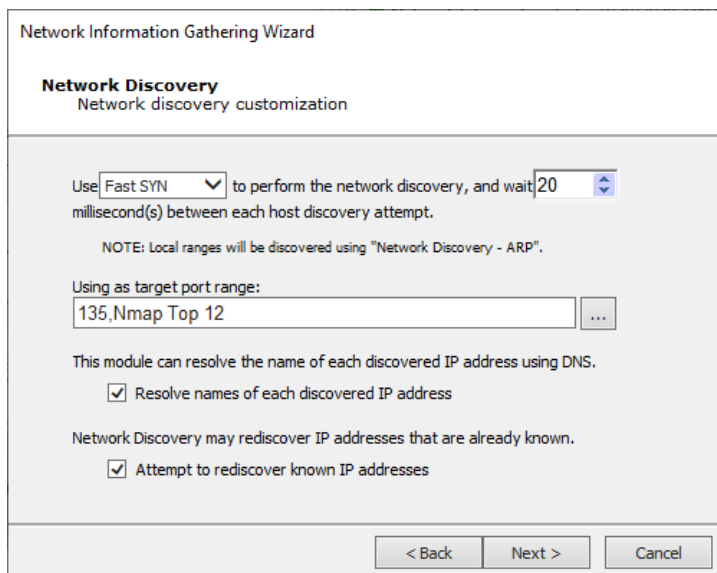 Network Information Gathering Wizard
Network Discovery
Network discovery customization
Use Fast SYN to perform the network discovery, and wait 20
millisecond(s) between each host discovery attempt.
NOTE: Local ranges will be discovered using "Network Discovery - ARP".
Using as target port range:
135,Nmap Top 12 ...
This module can resolve the name of each discovered IP address using DNS.
Resolve names of each discovered IP address
Network Discovery may rediscover IP addresses that are already known.
Attempt to rediscover known IP addresses
< Back Next > Cancel